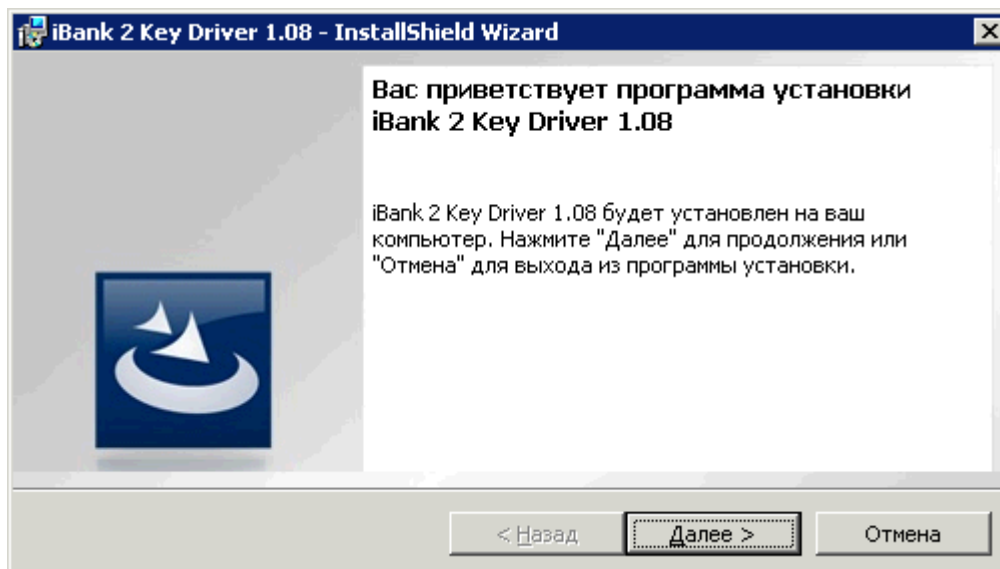 iBank 2 Key Driver 1.08 - InstallShield Wizard
Вас приветствует программа установки
iBank 2 Key Driver 1.08
iBank 2 Key Driver 1.08 будет установлен на ваш
компьютер. Нажмите "Далее" для продолжения или
"Отмена" для выхода из программы установки.
< Назад
Далее >
Отмена